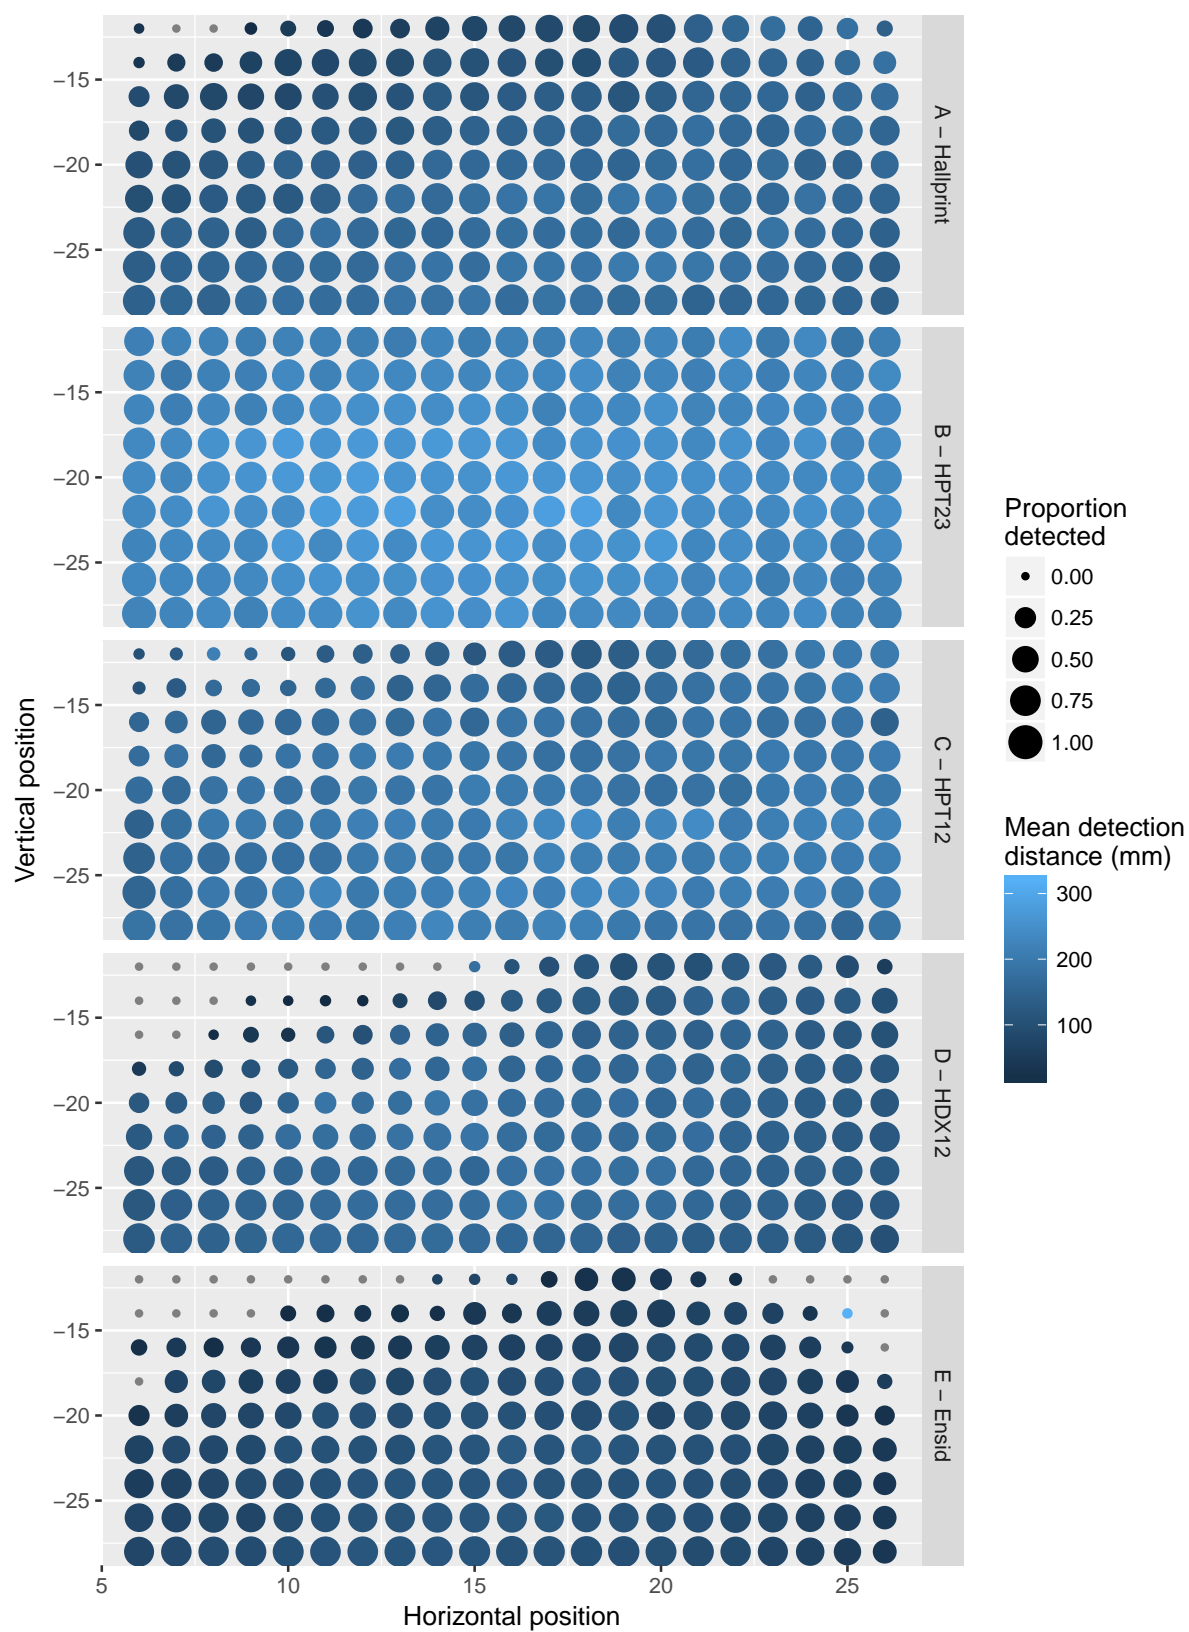 −15
−20
−25
A − Hallprint
−15
−20
−25
B − HPT23
−15
−20
−25
C − HPT12
−15
−20
−25
D − HDX12
−15
−20
−25
E − Ensid
5
10
15
20
25
Horizontal position
Vertical position
Proportion
detected
0.00
0.25
0.50
0.75
1.00
Mean detection
distance (mm)
300
200
100